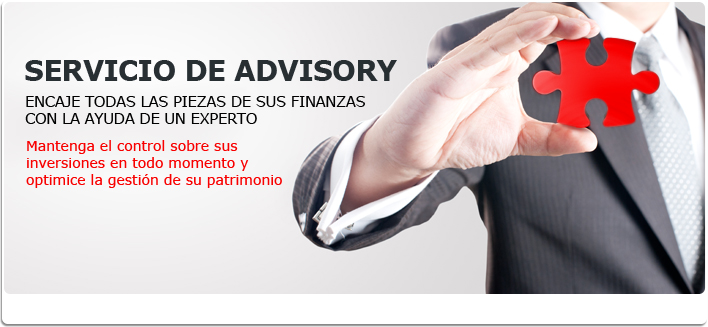 SERVICIO DE ADVISORY
ENCAJE TODAS LAS PIEZAS DE SUS FINANZAS
CON LA AYUDA DE UN EXPERTO
Mantenga el control sobre sus
inversiones en todo momento y
optimice la gestión de su patrimonio